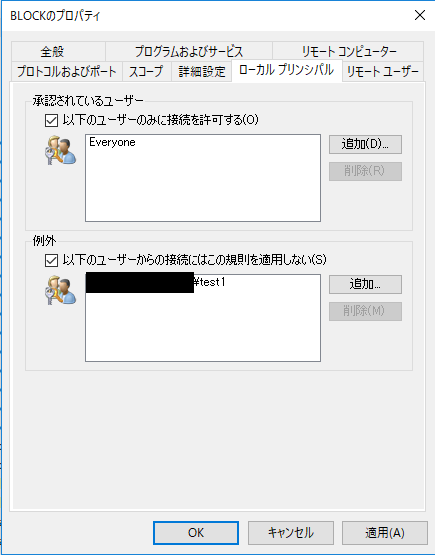 BLOCKのプロパティ
全般
プログラムおよびサービス
リモート コンピューター
プロトコルおよびポート
スコープ
詳細設定
ローカル プリンシパル
リモート ユーザー
承認されているユーザー
以下のユーザーのみに接続を許可する(O)
Everyone
追加(D)...
削除(R)
例外
以下のユーザーからの接続にはこの規則を適用しない(S)
\test1
追加...
削除(M)
OK
キャンセル
適用(A)